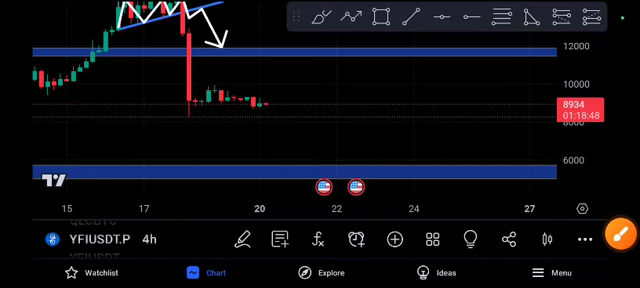 12000
10000
8934
01:18:48
8000
6000
15 17 20 22 24 27
YFIUSDT.P 4h
Watchlist Chart Explore Ideas Menu